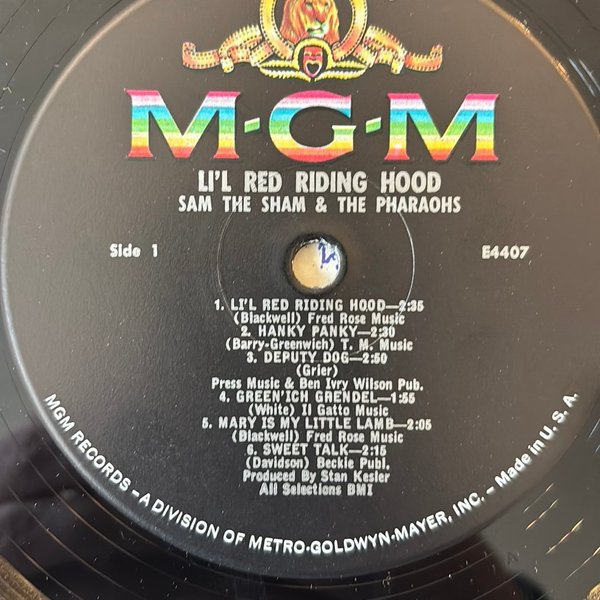 M-G-M
LI'L RED RIDING HOOD
SAM THE SHAM & THE PHARAOHS
Side 1
E4407
1. LI'L RED RIDING HOOD—2:35
(Blackwell) Fred Rose Music
2. HANKY PANKY—2:30
(Barry-Greenwich) T. M. Music
3. DEPUTY DOG—2:50
(Grier)
Press Music & Ben Ivry Wilson Pub.
4. GREEN'ICH GRENDEL—1:55
(White) Il Gatto Music
5. MARY IS MY LITTLE LAMB—2:05
(Blackwell) Fred Rose Music
6. SWEET TALK—2:15
(Davidson) Beckie Publ.
Produced By Stan Kesler
All Selections BMI
MGM RECORDS – A DIVISION OF METRO-GOLDWYN-MAYER, INC. – Made in U. S. A.